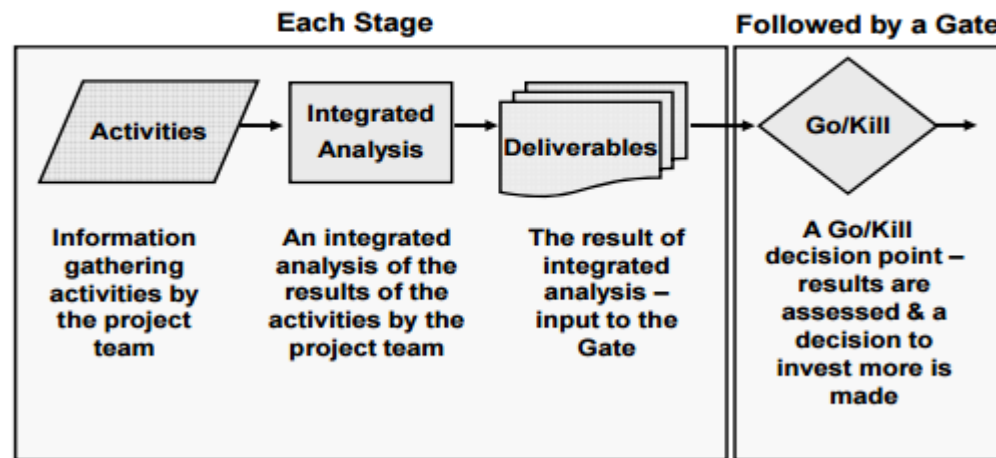 Each Stage
Followed by a Gate
Activities
Integrated
Analysis
Deliverables
Go/Kill
Information
gathering
activities by
the project
team
An integrated
analysis of the
results of the
activities by the
project team
The result of
integrated
analysis –
input to the
Gate
A Go/Kill
decision point –
results are
assessed & a
decision to
invest more is
made